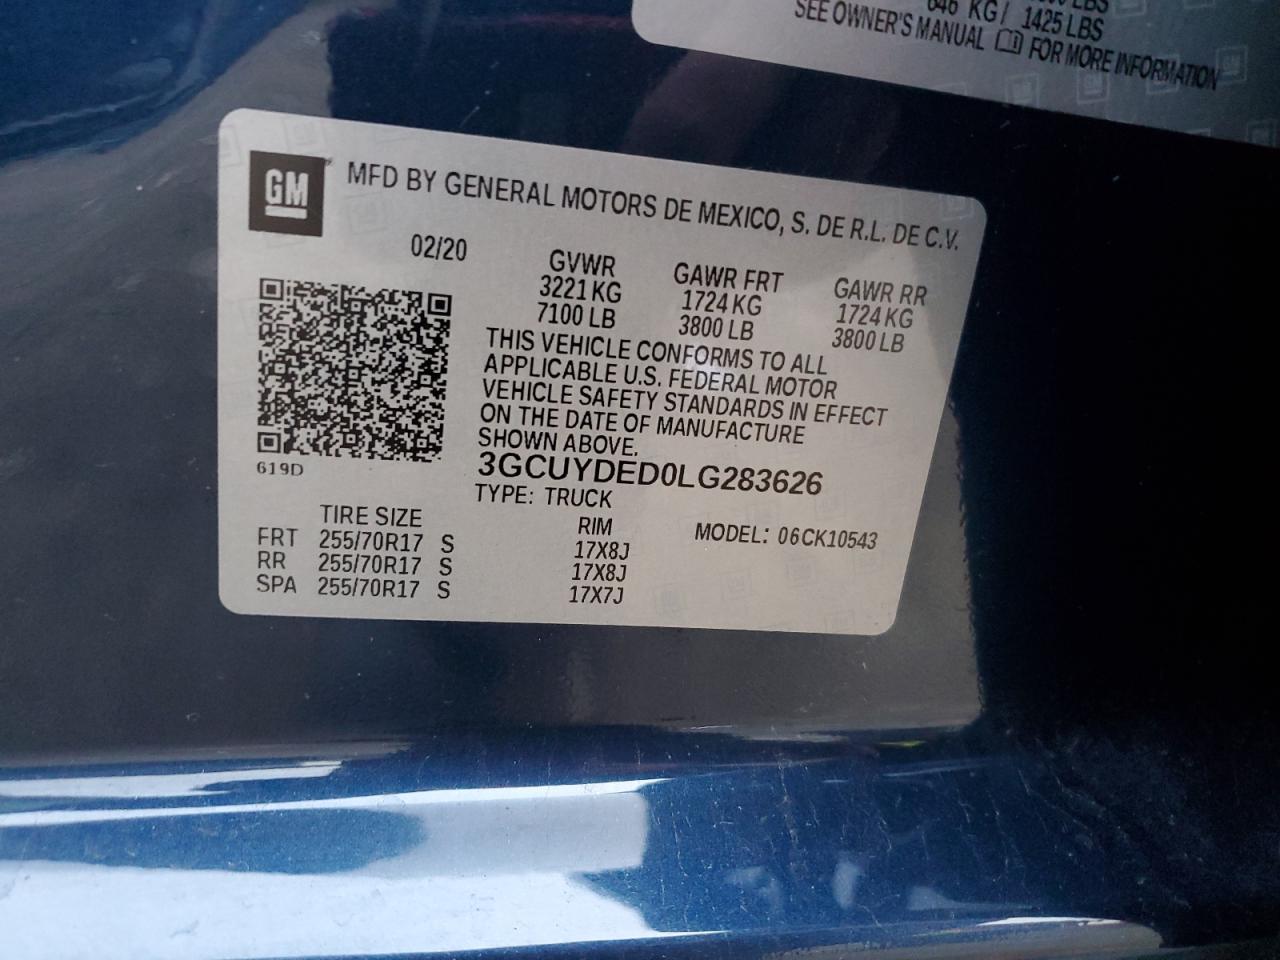 LBS
646 KG / 1425 LBS
SEE OWNER'S MANUAL FOR MORE INFORMATION
GM
MFD BY GENERAL MOTORS DE MEXICO, S. DE R.L. DE C.V.
02/20
GVWR GAWR FRT GAWR RR
3221 KG 1724 KG 1724 KG
7100 LB 3800 LB 3800 LB
THIS VEHICLE CONFORMS TO ALL
APPLICABLE U.S. FEDERAL MOTOR
VEHICLE SAFETY STANDARDS IN EFFECT
ON THE DATE OF MANUFACTURE
SHOWN ABOVE.
619D
3GCUYDED0LG283626
TYPE: TRUCK
TIRE SIZE RIM MODEL: 06CK10543
FRT 255/70R17 S 17X8J
RR 255/70R17 S 17X8J
SPA 255/70R17 S 17X7J